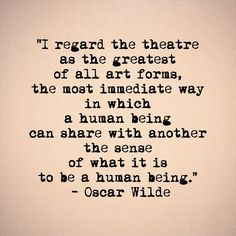 "I regard the theatre
as the greatest
of all art forms,
the most immediate way
in which
a human being
can share with another
the sense
of what it is
to be a human being."
- Oscar Wilde